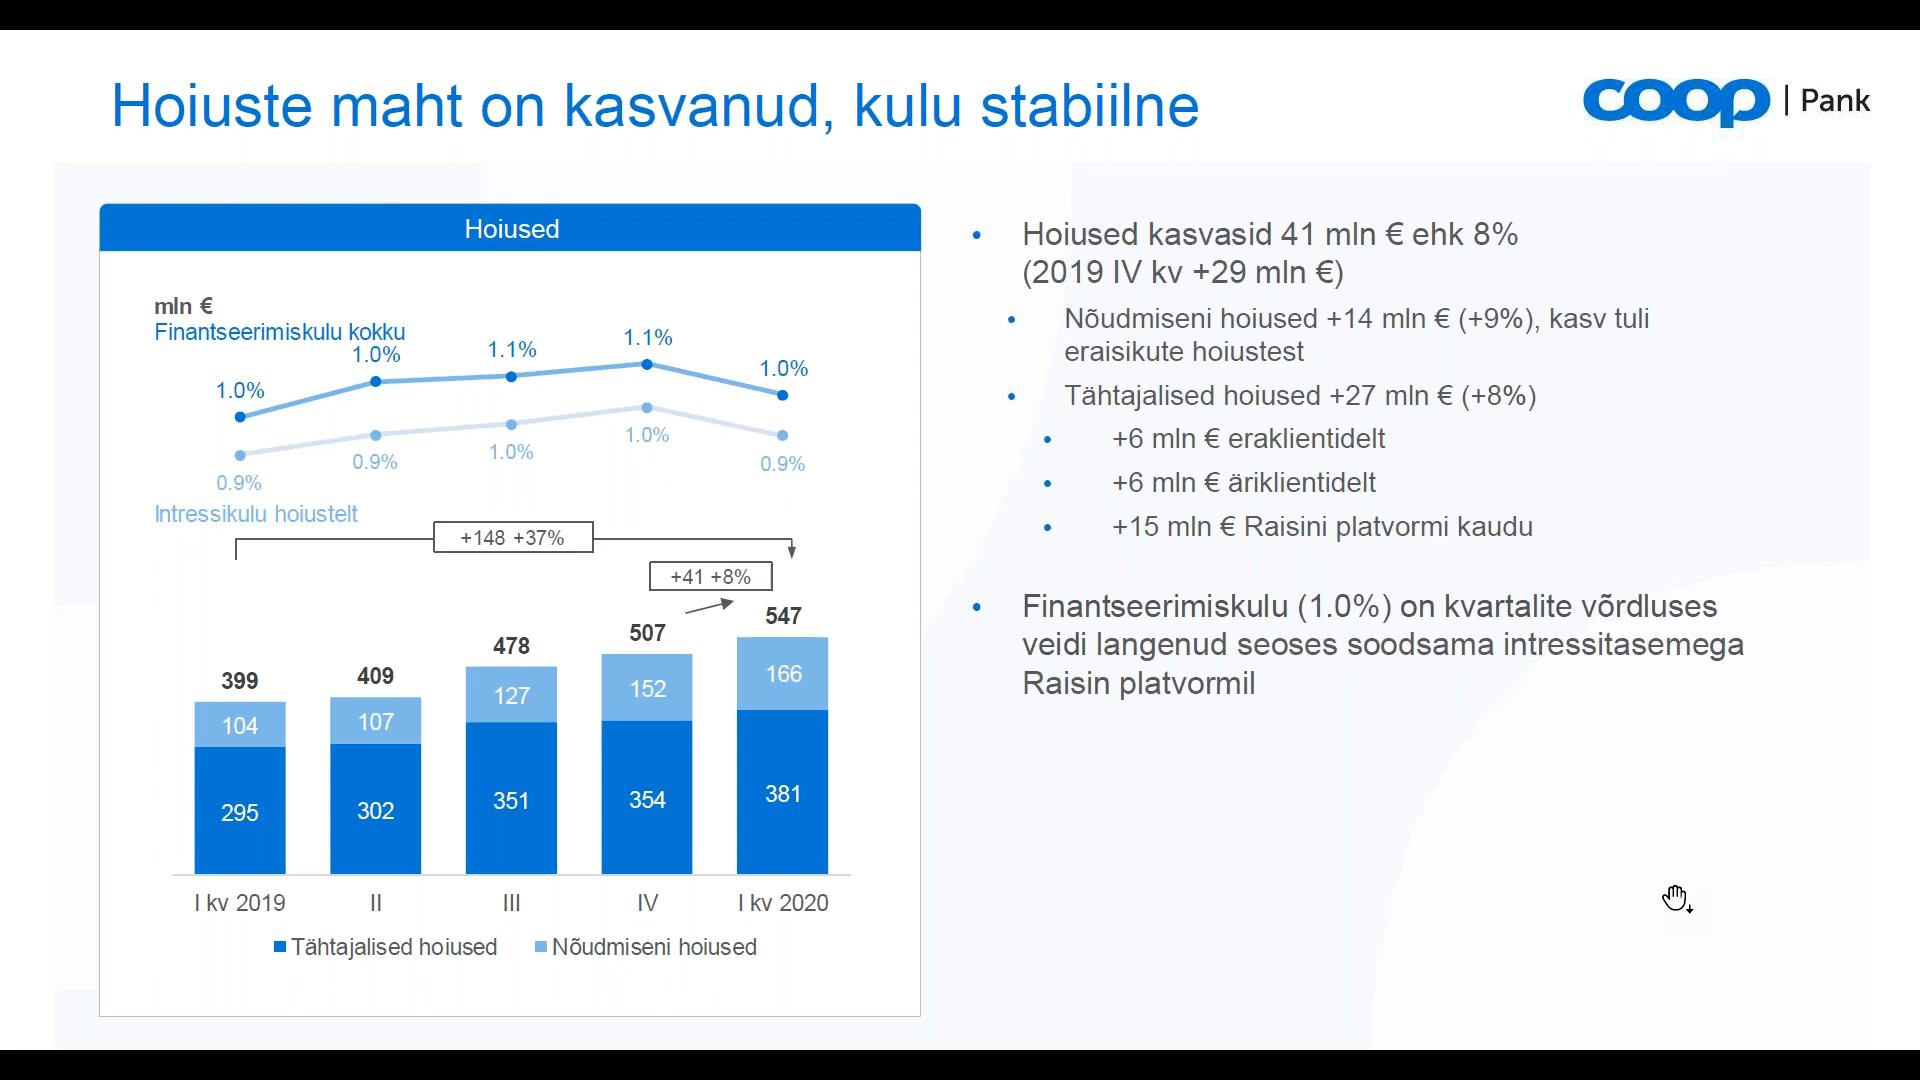 Hoiuste maht on kasvanud, kulu stabiilne
coop | Pank
Hoiused
mln €
Finantseerimiskulu kokku
1.0% 1.0% 1.1% 1.1% 1.0%
0.9% 0.9% 1.0% 1.0% 0.9%
Intressikulu hoiustelt
+148 +37%
+41 +8%
399 409 478 507 547
104 107 127 152 166
295 302 351 354 381
I kv 2019 II III IV I kv 2020
Tähtajalised hoiused Nõudmiseni hoiused
• Hoiused kasvasid 41 mln € ehk 8%
(2019 IV kv +29 mln €)
• Nõudmiseni hoiused +14 mln € (+9%), kasv tuli
eraisikute hoiustest
• Tähtajalised hoiused +27 mln € (+8%)
• +6 mln € eraklientidelt
• +6 mln € äriklientidelt
• +15 mln € Raisini platvormi kaudu
• Finantseerimiskulu (1.0%) on kvartalite võrdluses
veidi langenud seoses soodsama intressitasemega
Raisin platvormil